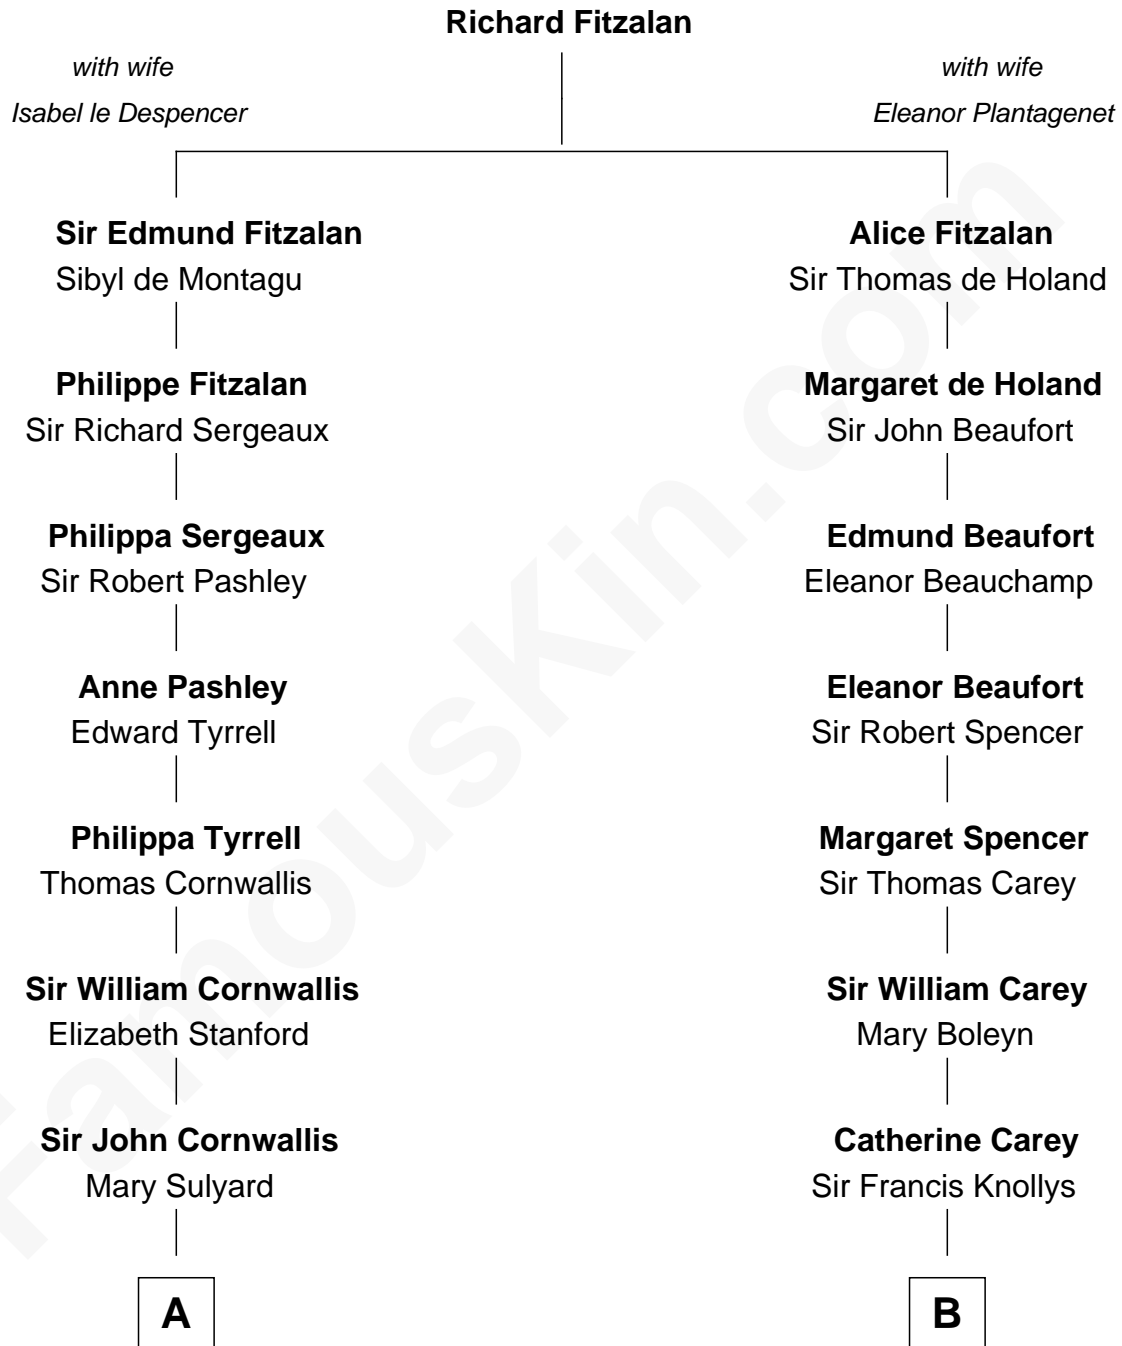 Richard Fitzalan
with wife
Isabel le Despencer
with wife
Eleanor Plantagenet
Sir Edmund Fitzalan
Sibyl de Montagu
Philippe Fitzalan
Sir Richard Sergeaux
Philippa Sergeaux
Sir Robert Pashley
Anne Pashley
Edward Tyrrell
Philippa Tyrrell
Thomas Cornwallis
Sir William Cornwallis
Elizabeth Stanford
Sir John Cornwallis
Mary Sulyard
A
Alice Fitzalan
Sir Thomas de Holand
Margaret de Holand
Sir John Beaufort
Edmund Beaufort
Eleanor Beauchamp
Eleanor Beaufort
Sir Robert Spencer
Margaret Spencer
Sir Thomas Carey
Sir William Carey
Mary Boleyn
Catherine Carey
Sir Francis Knollys
B
FamousKin.com